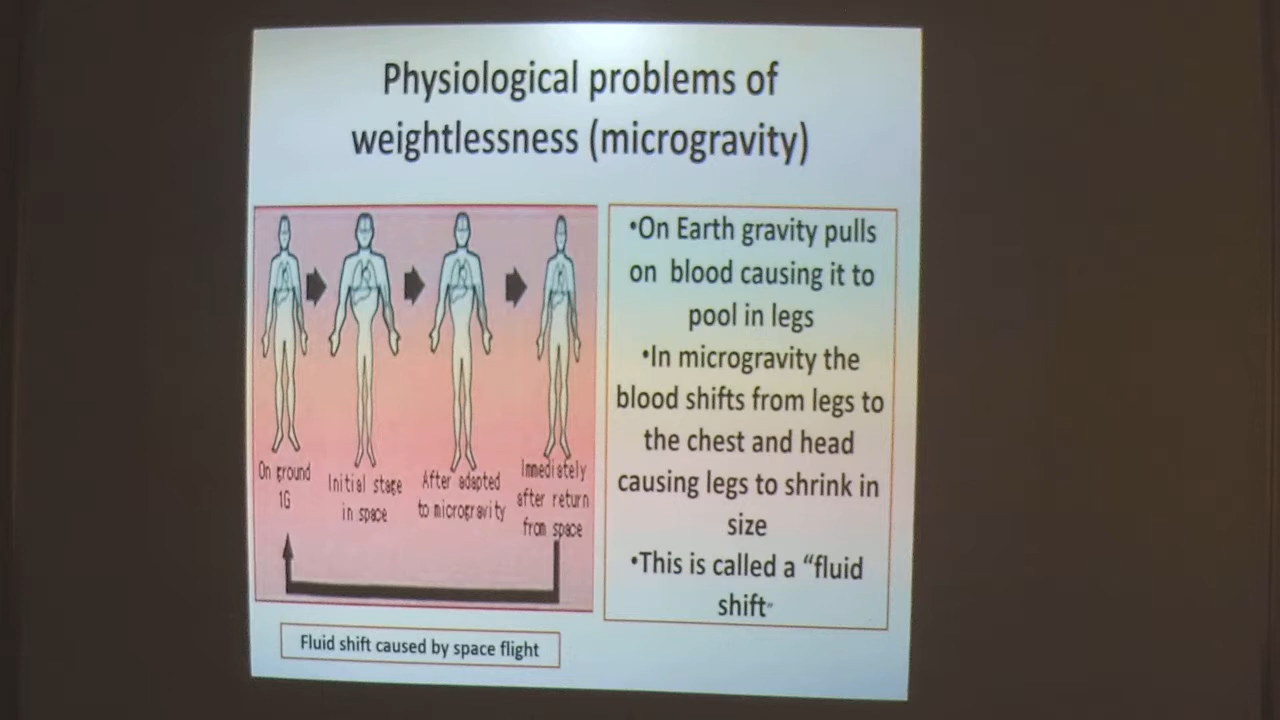 Physiological problems of
weightlessness (microgravity)
On ground
1G
Initial stage
in space
After adapted
to microgravity
Immediately
after return
from space
Fluid shift caused by space flight
•On Earth gravity pulls
on blood causing it to
pool in legs
•In microgravity the
blood shifts from legs to
the chest and head
causing legs to shrink in
size
•This is called a “fluid
shift”